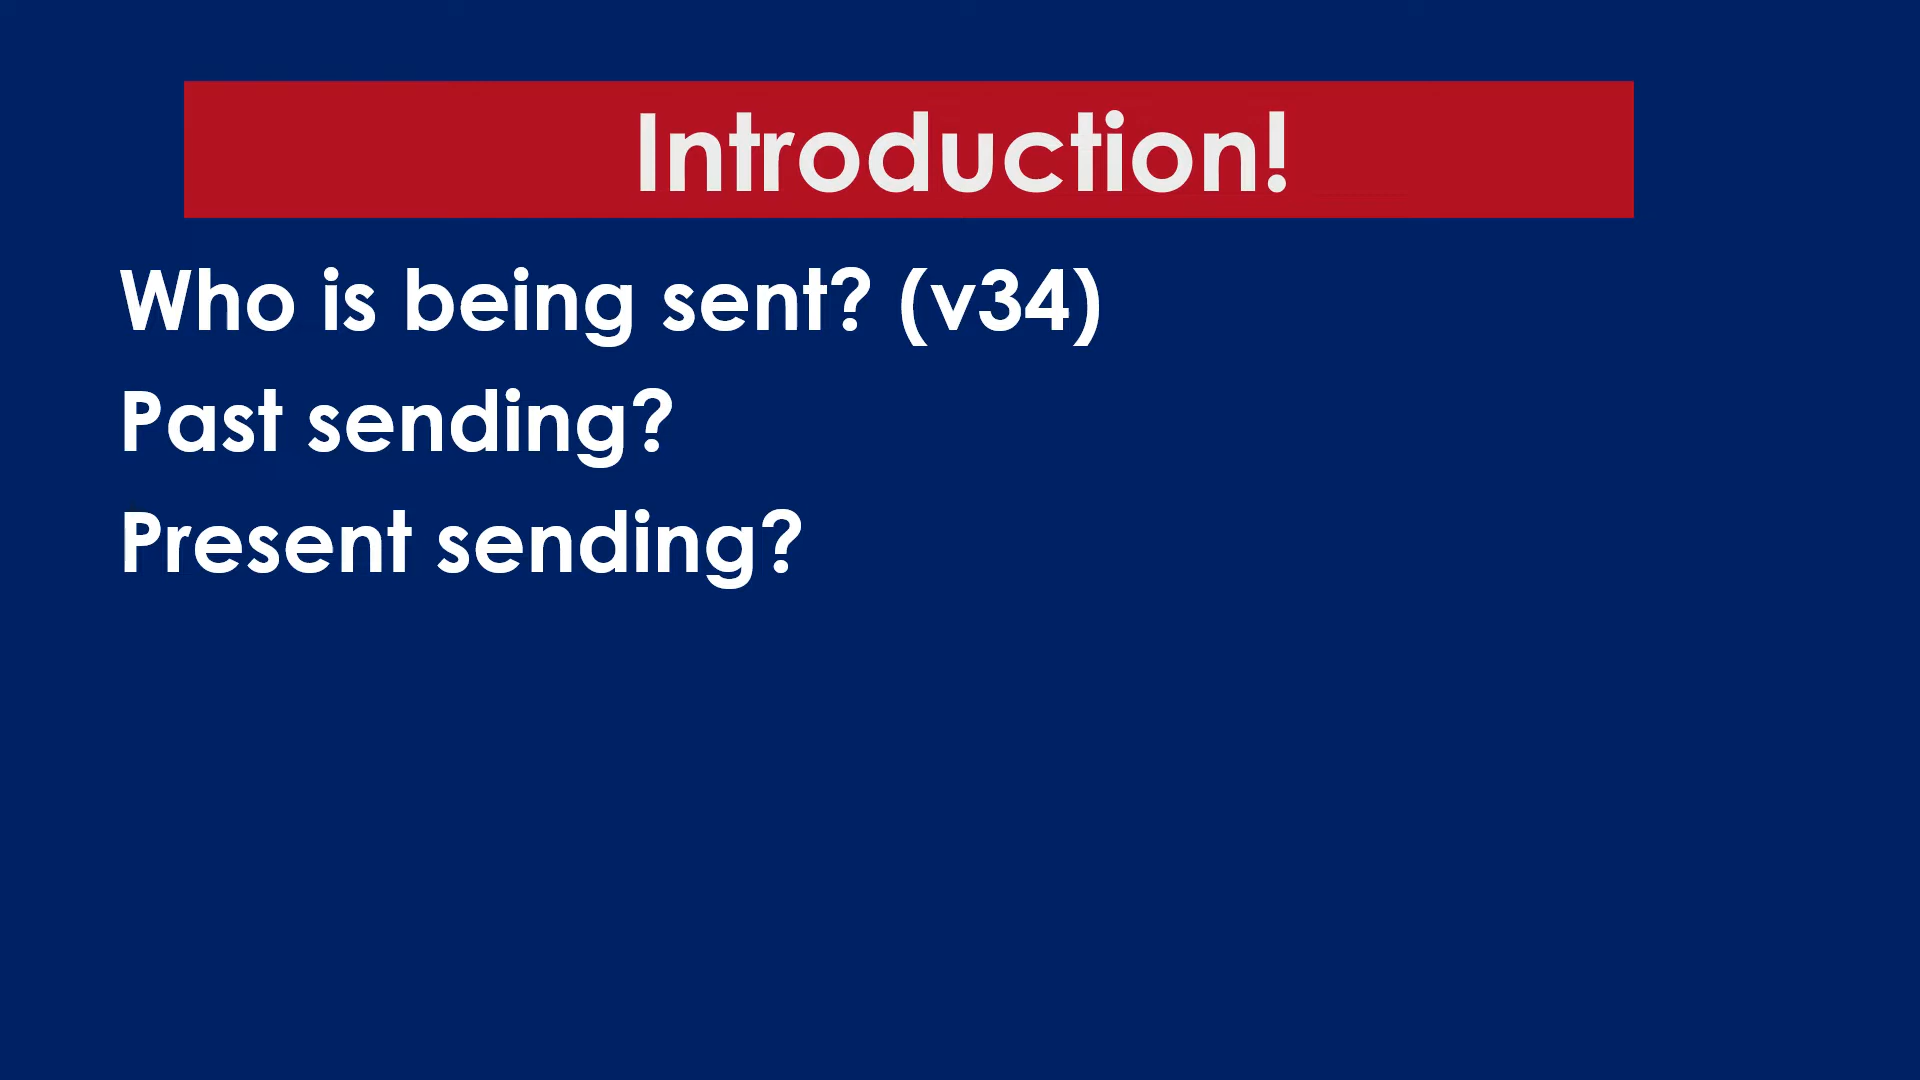 Introduction!
Who is being sent? (v34)
Past sending?
Present sending?